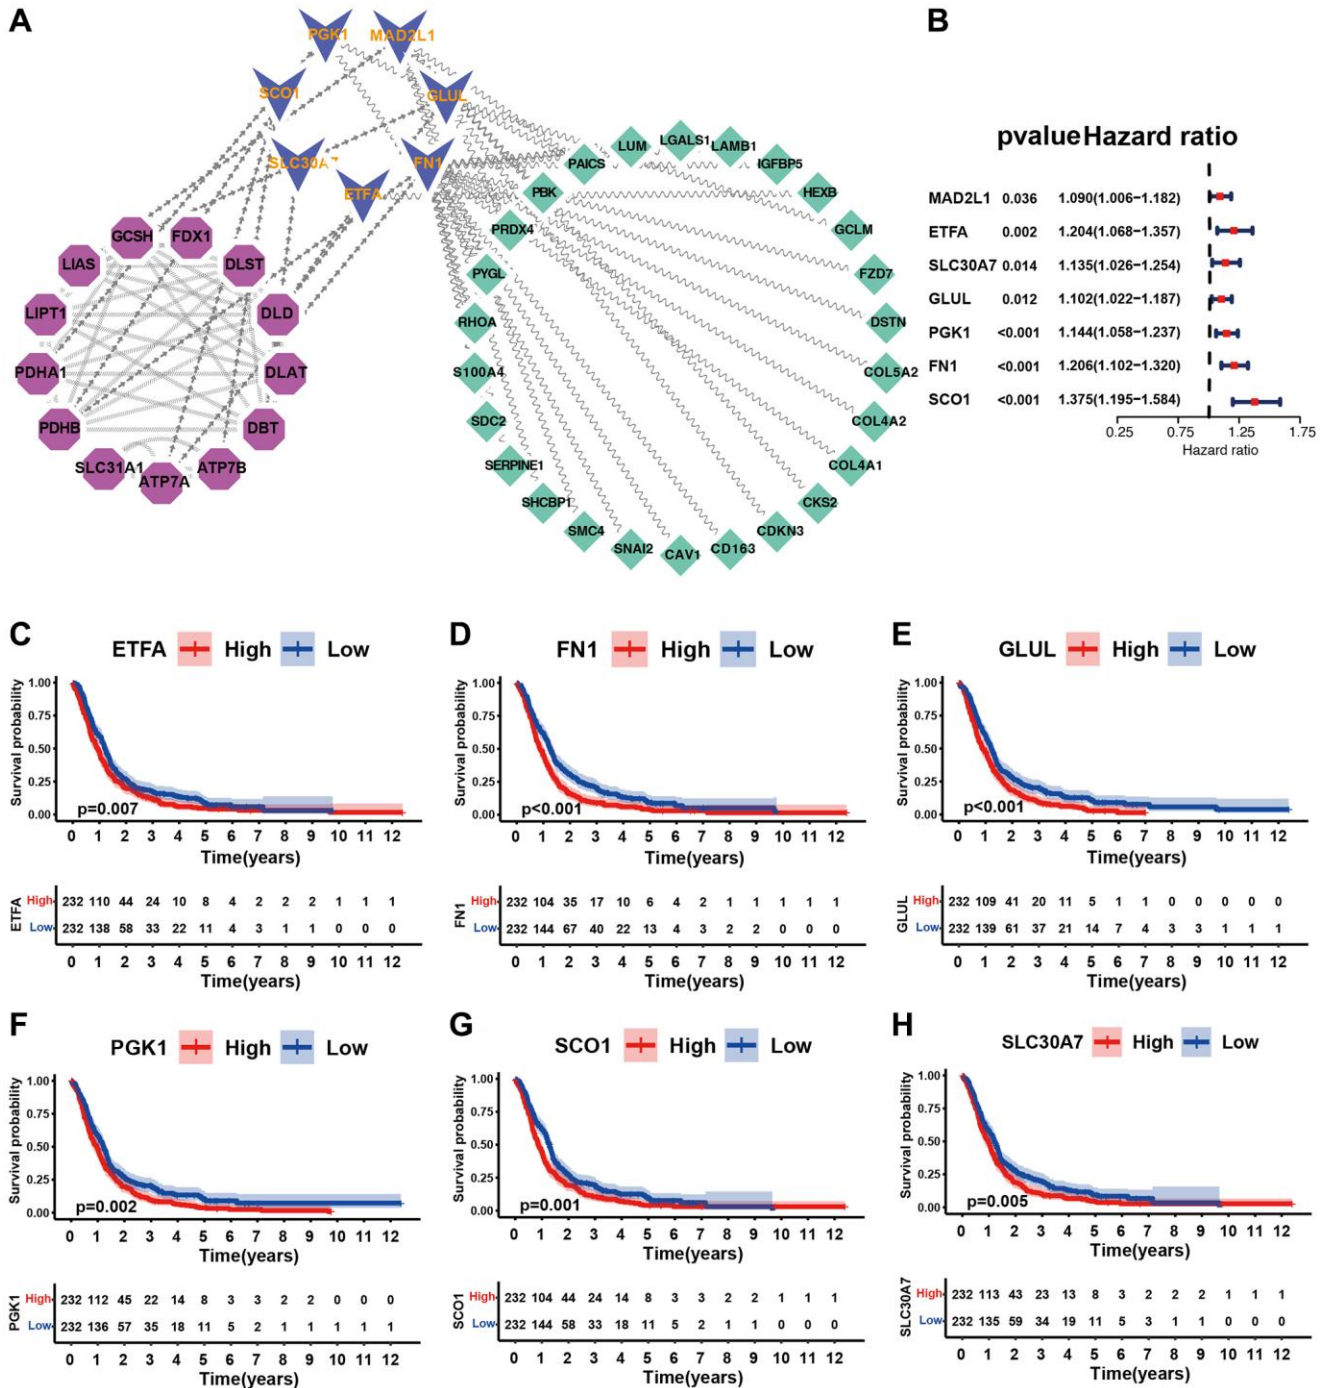 A
B
PGK1
MAD2L1
SCO1
GLUL
SLC30A7
FN1
ETFA
GCSH
FDX1
LIAS
DLST
LIPT1
DLD
PDHA1
DLAT
PDHB
DBT
SLC31A1
ATP7A
ATP7B
LUM
LGALS1
LAMB1
PAICS
IGFBP5
PBK
HEXB
PRDX4
GCLM
PYGL
FZD7
RHOA
DSTN
S100A4
COL5A2
SDC2
COL4A2
SERPINE1
COL4A1
SHCBP1
CKS2
SMC4
CDKN3
SNAI2
CAV1
CD163
pvalue Hazard ratio
MAD2L1 0.036 1.090(1.006−1.182)
ETFA 0.002 1.204(1.068−1.357)
SLC30A7 0.014 1.135(1.026−1.254)
GLUL 0.012 1.102(1.022−1.187)
PGK1 <0.001 1.144(1.058−1.237)
FN1 <0.001 1.206(1.102−1.320)
SCO1 <0.001 1.375(1.195−1.584)
0.25 0.75 1.25 1.75
Hazard ratio
C
ETFA High Low
Survival probability
1.00
0.75
0.50
0.25
0.00
p=0.007
0 1 2 3 4 5 6 7 8 9 10 11 12
Time(years)
ETFA
High 232 110 44 24 10 8 4 2 2 2 1 1 1
Low 232 138 58 33 22 11 4 3 1 1 0 0 0
0 1 2 3 4 5 6 7 8 9 10 11 12
Time(years)
D
FN1 High Low
Survival probability
1.00
0.75
0.50
0.25
0.00
p<0.001
0 1 2 3 4 5 6 7 8 9 10 11 12
Time(years)
FN1
High 232 104 35 17 10 6 4 2 1 1 1 1 1
Low 232 144 67 40 22 13 4 3 2 2 0 0 0
0 1 2 3 4 5 6 7 8 9 10 11 12
Time(years)
E
GLUL High Low
Survival probability
1.00
0.75
0.50
0.25
0.00
p<0.001
0 1 2 3 4 5 6 7 8 9 10 11 12
Time(years)
GLUL
High 232 109 41 20 11 5 1 1 0 0 0 0 0
Low 232 139 61 37 21 14 7 4 3 3 1 1 1
0 1 2 3 4 5 6 7 8 9 10 11 12
Time(years)
F
PGK1 High Low
Survival probability
1.00
0.75
0.50
0.25
0.00
p=0.002
0 1 2 3 4 5 6 7 8 9 10 11 12
Time(years)
PGK1
High 232 112 45 22 14 8 3 3 2 2 0 0 0
Low 232 136 57 35 18 11 5 2 1 1 1 1 1
0 1 2 3 4 5 6 7 8 9 10 11 12
Time(years)
G
SCO1 High Low
Survival probability
1.00
0.75
0.50
0.25
0.00
p=0.001
0 1 2 3 4 5 6 7 8 9 10 11 12
Time(years)
SCO1
High 232 104 44 24 14 8 3 3 2 2 1 1 1
Low 232 144 58 33 18 11 5 2 1 1 0 0 0
0 1 2 3 4 5 6 7 8 9 10 11 12
Time(years)
H
SLC30A7 High Low
Survival probability
1.00
0.75
0.50
0.25
0.00
p=0.005
0 1 2 3 4 5 6 7 8 9 10 11 12
Time(years)
SLC30A7
High 232 113 43 23 13 8 3 2 2 2 1 1 1
Low 232 135 59 34 19 11 5 3 1 1 0 0 0
0 1 2 3 4 5 6 7 8 9 10 11 12
Time(years)